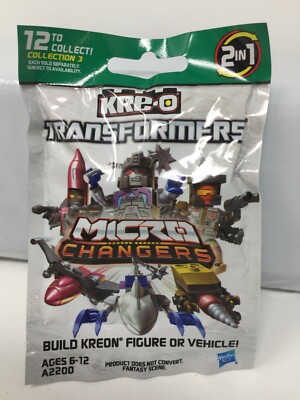 12 TO COLLECT!
COLLECTION 3
EACH SOLD SEPARATELY.
SUBJECT TO AVAILABILITY.
2 IN 1
KRE-O
TRANSFORMERS
MICRO
CHANGERS
BUILD KREON® FIGURE OR VEHICLE!
AGES 6-12
A2200
PRODUCT DOES NOT CONVERT.
FANTASY SCENE.
Hasbro